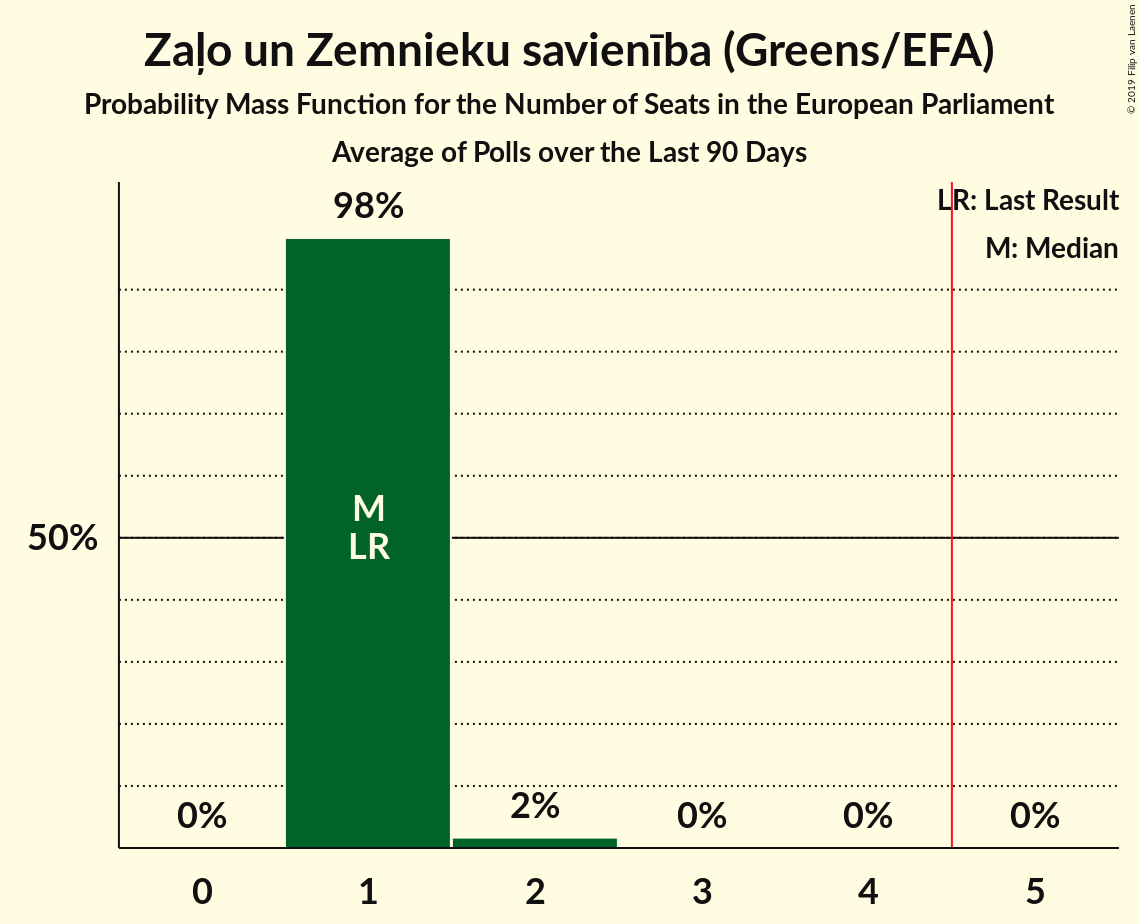 Zaļo un Zemnieku savienība (Greens/EFA)
Probability Mass Function for the Number of Seats in the European Parliament
Average of Polls over the Last 90 Days
© 2019 Filip van Laenen
LR: Last Result
M: Median
98%
M
LR
50%
0%
2%
0%
0%
0%
0
1
2
3
4
5